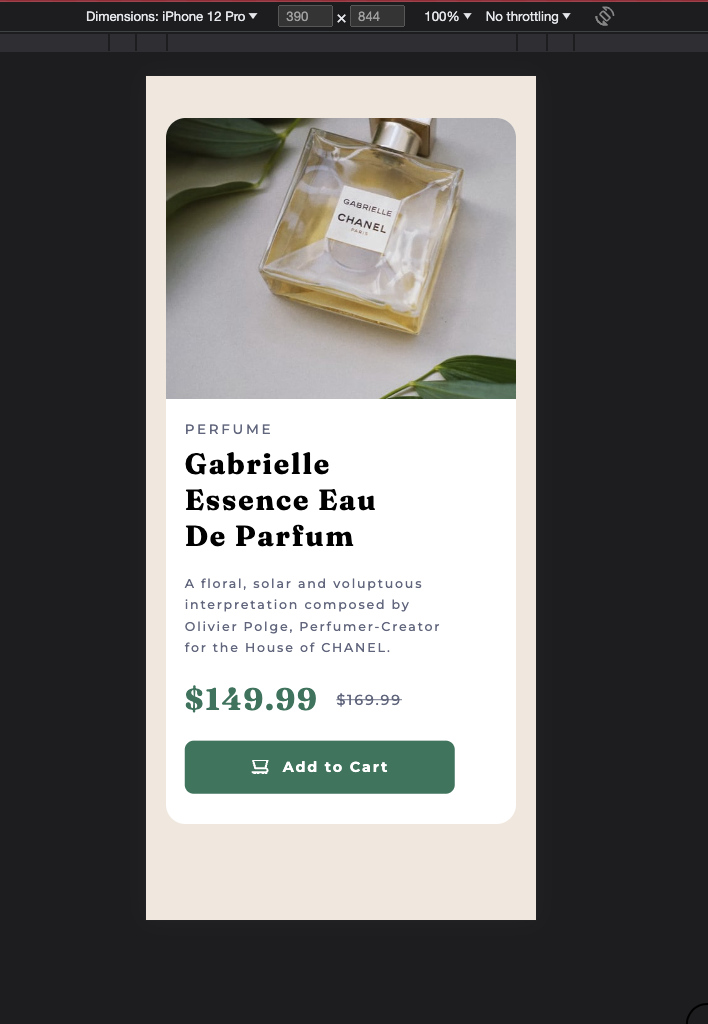 Dimensions: iPhone 12 Pro 390 × 844 100% No throttling
GABRIELLE
CHANEL
PARIS
PERFUME
Gabrielle
Essence Eau
De Parfum
A floral, solar and voluptuous
interpretation composed by
Olivier Polge, Perfumer-Creator
for the House of CHANEL.
$149.99 $169.99
Add to Cart